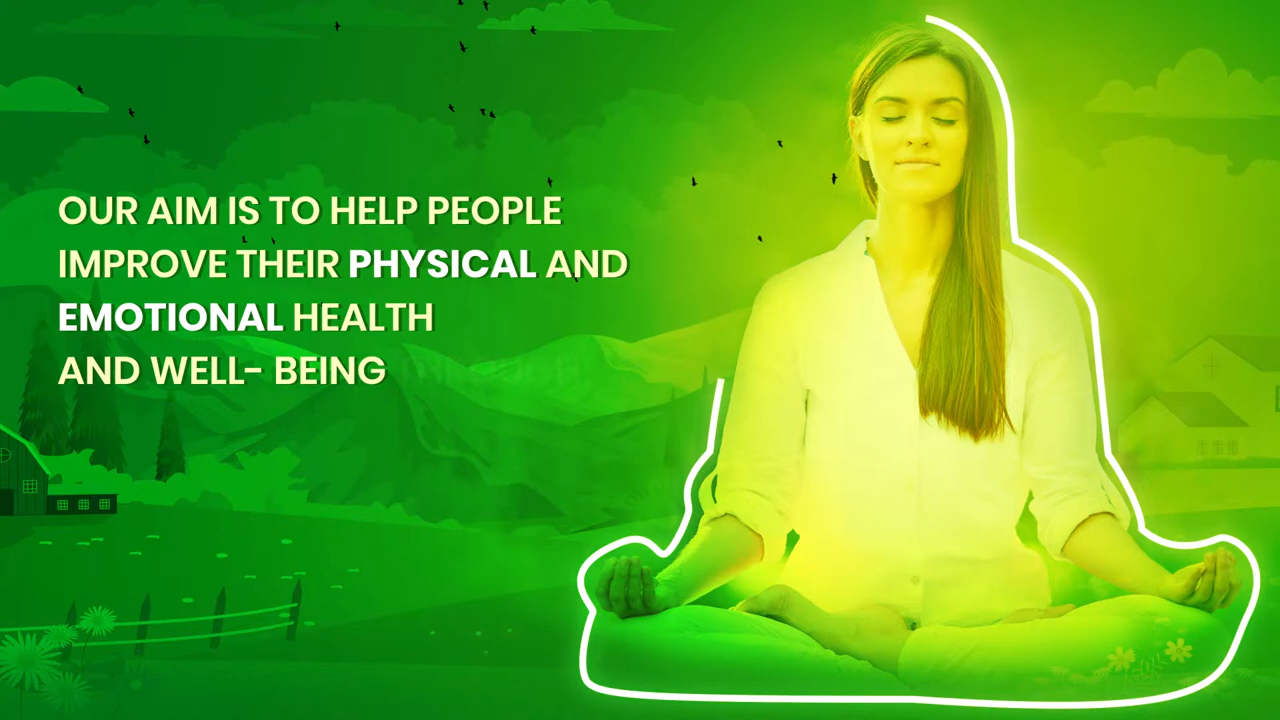 OUR AIM IS TO HELP PEOPLE
IMPROVE THEIR PHYSICAL AND
EMOTIONAL HEALTH
AND WELL- BEING